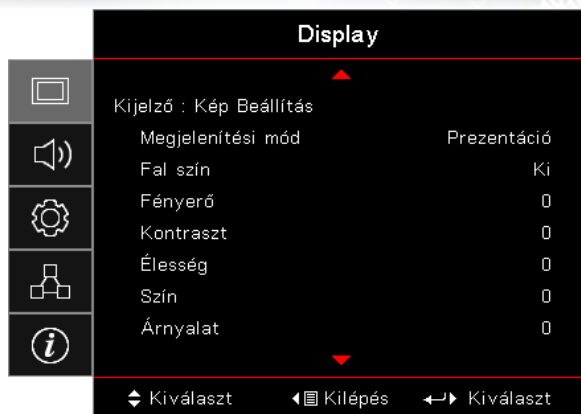 Display
Kijelző : Kép Beállítás
Megjelenítési mód Prezentáció
Fal szín Ki
Fényerő 0
Kontraszt 0
Élesség 0
Szín 0
Árnyalat 0
Kiválaszt Kilépés Kiválaszt